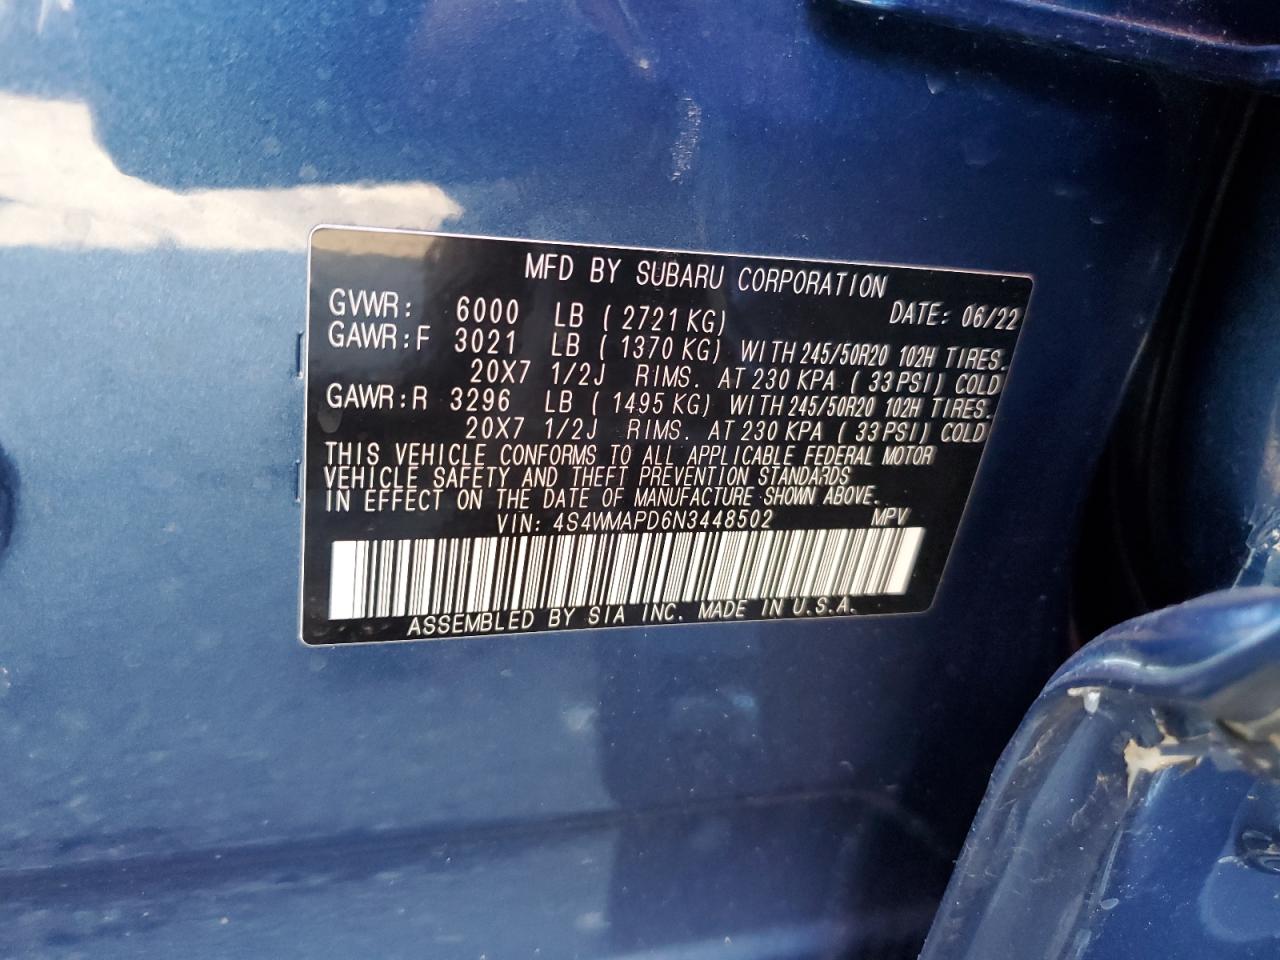 MFD BY SUBARU CORPORATION
GVWR: 6000 LB ( 2721 KG) DATE: 06/22
GAWR:F 3021 LB ( 1370 KG) WITH 245/50R20 102H TIRES.
20X7 1/2J RIMS. AT 230 KPA ( 33 PSI) COLD
GAWR:R 3296 LB ( 1495 KG) WITH 245/50R20 102H TIRES.
20X7 1/2J RIMS. AT 230 KPA ( 33 PSI) COLD
THIS VEHICLE CONFORMS TO ALL APPLICABLE FEDERAL MOTOR
VEHICLE SAFETY AND THEFT PREVENTION STANDARDS
IN EFFECT ON THE DATE OF MANUFACTURE SHOWN ABOVE.
VIN: 4S4WMAPD6N3448502 MPV
ASSEMBLED BY SIA INC. MADE IN U.S.A.